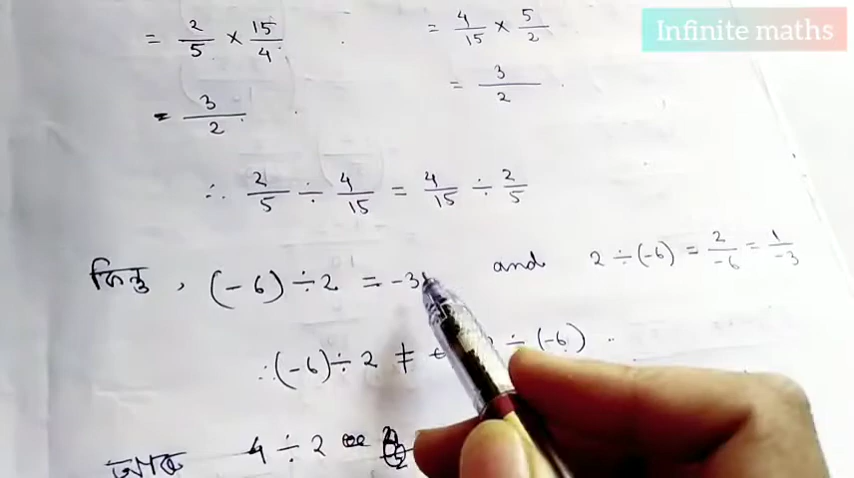 Infinite maths
= 2/5 × 15/4 = 4/15 × 5/2
= 3/2 = 3/2
∴ 2/5 ÷ 4/15 = 4/15 ÷ 2/5
কিন্তু, (-6) ÷ 2 = -3 and 2 ÷ (-6) = 2/-6 = 1/-3
∴ (-6) ÷ 2 ≠ ÷ (-6)
4 ÷ 2